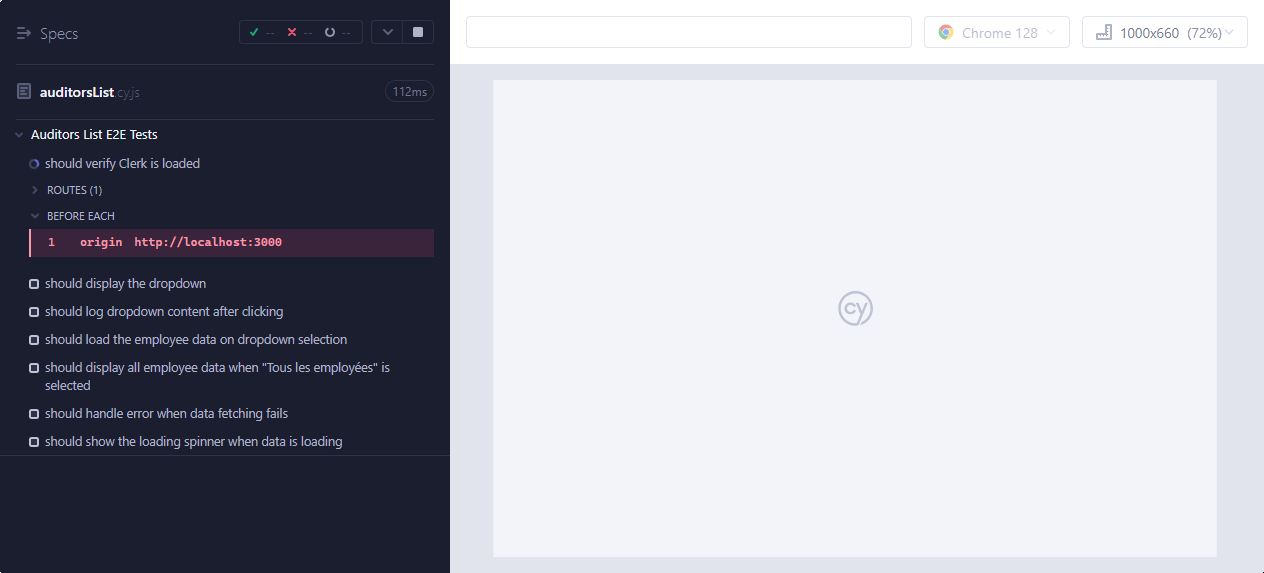 Specs
-- -- --
auditorsList.cy.js
112ms
Auditors List E2E Tests
should verify Clerk is loaded
ROUTES (1)
BEFORE EACH
1 origin http://localhost:3000
should display the dropdown
should log dropdown content after clicking
should load the employee data on dropdown selection
should display all employee data when "Tous les employées" is
selected
should handle error when data fetching fails
should show the loading spinner when data is loading
Chrome 128
1000x660 (72%)
cy